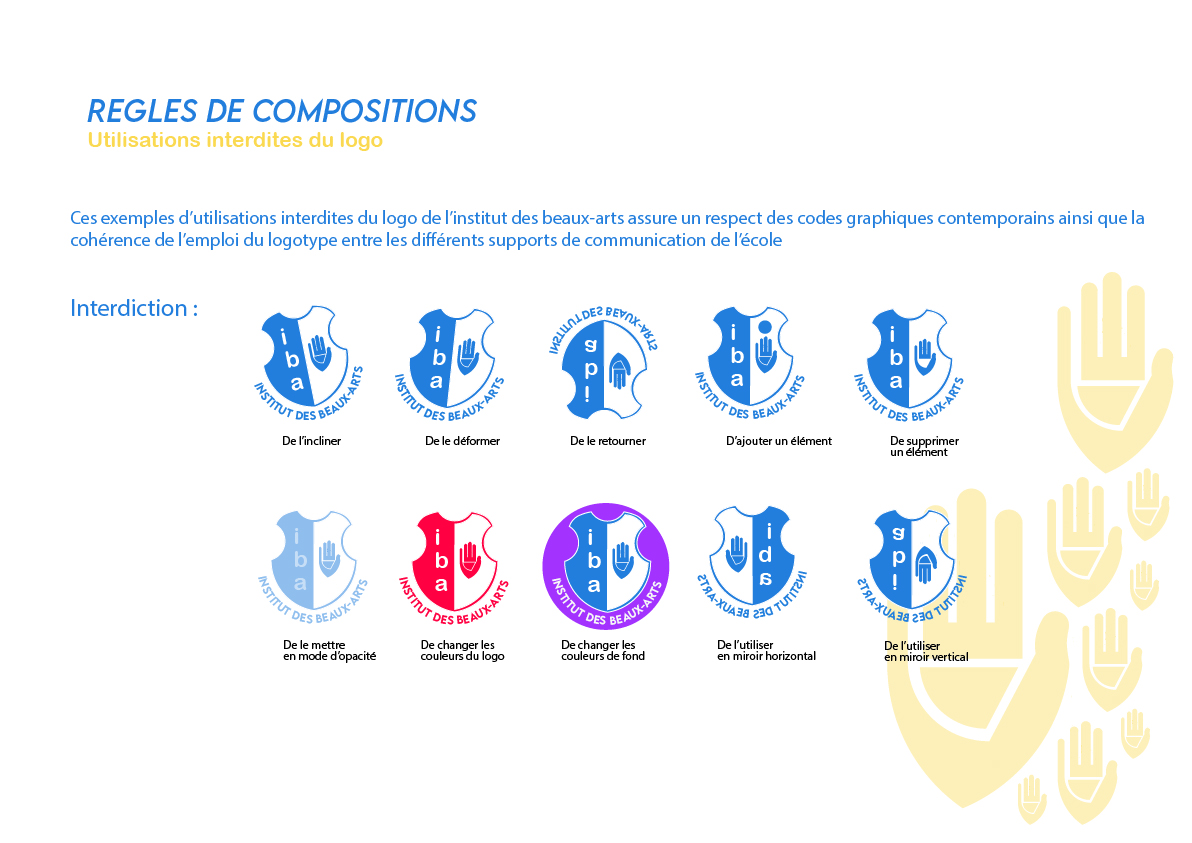 REGLES DE COMPOSITIONS
Utilisations interdites du logo
Ces exemples d’utilisations interdites du logo de l’institut des beaux-arts assure un respect des codes graphiques contemporains ainsi que la
cohérence de l’emploi du logotype entre les différents supports de communication de l’école
Interdiction :
i
b
a
INSTITUT DES BEAUX-ARTS
De l’incliner
i
b
a
INSTITUT DES BEAUX-ARTS
De le déformer
INSTITUT DES BEAUX-ARTS
a
b
i
De le retourner
i
b
a
INSTITUT DES BEAUX-ARTS
D’ajouter un élément
i
b
a
INSTITUT DES BEAUX-ARTS
De supprimer
un élément
i
b
a
INSTITUT DES BEAUX-ARTS
De le mettre
en mode d’opacité
i
b
a
INSTITUT DES BEAUX-ARTS
De changer les
couleurs du logo
i
b
a
INSTITUT DES BEAUX-ARTS
De changer les
couleurs de fond
i
b
a
INSTITUT DES BEAUX-ARTS
De l’utiliser
en miroir horizontal
a
b
i
INSTITUT DES BEAUX-ARTS
De l’utiliser
en miroir vertical